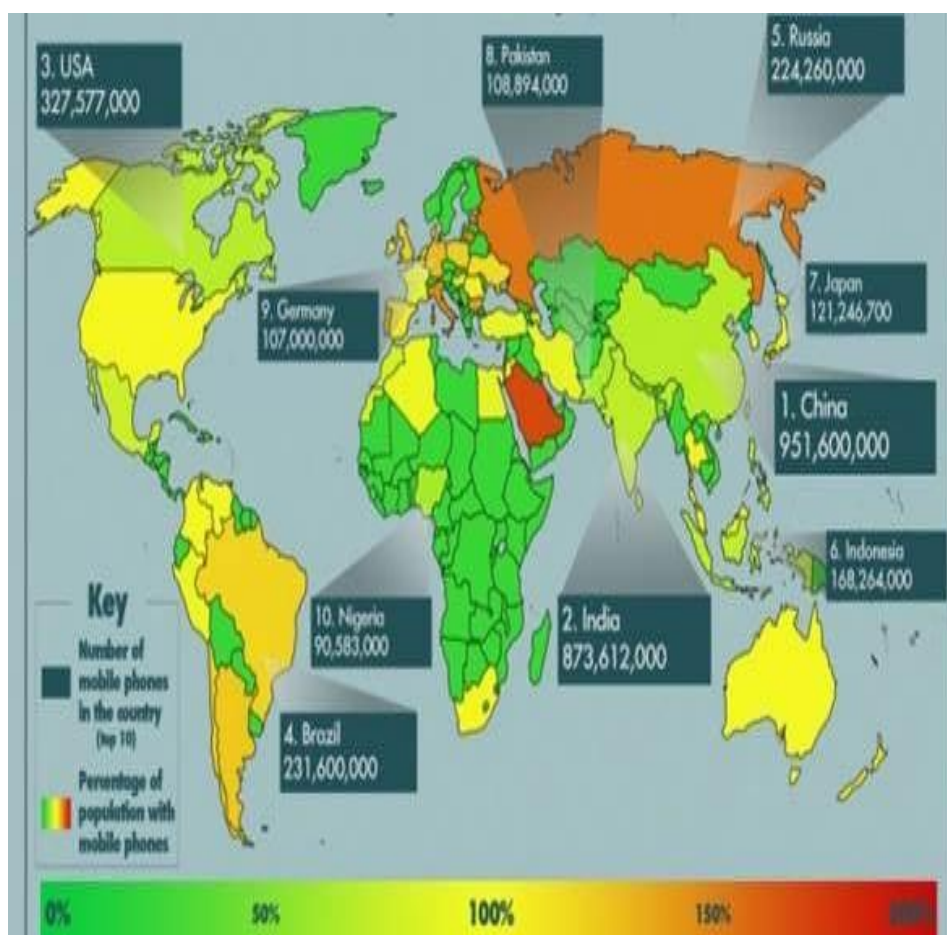 3. USA
327,577,000
8. Pakistan
108,894,000
5. Russia
224,260,000
9. Germany
107,000,000
7. Japan
121,246,700
1. China
951,600,000
6. Indonesia
168,264,000
10. Nigeria
90,583,000
2. India
873,612,000
4. Brazil
231,600,000
Key
Number of
mobile phones
in the country
(top 10)
Percentage of
population with
mobile phones
0% 50% 100% 150%